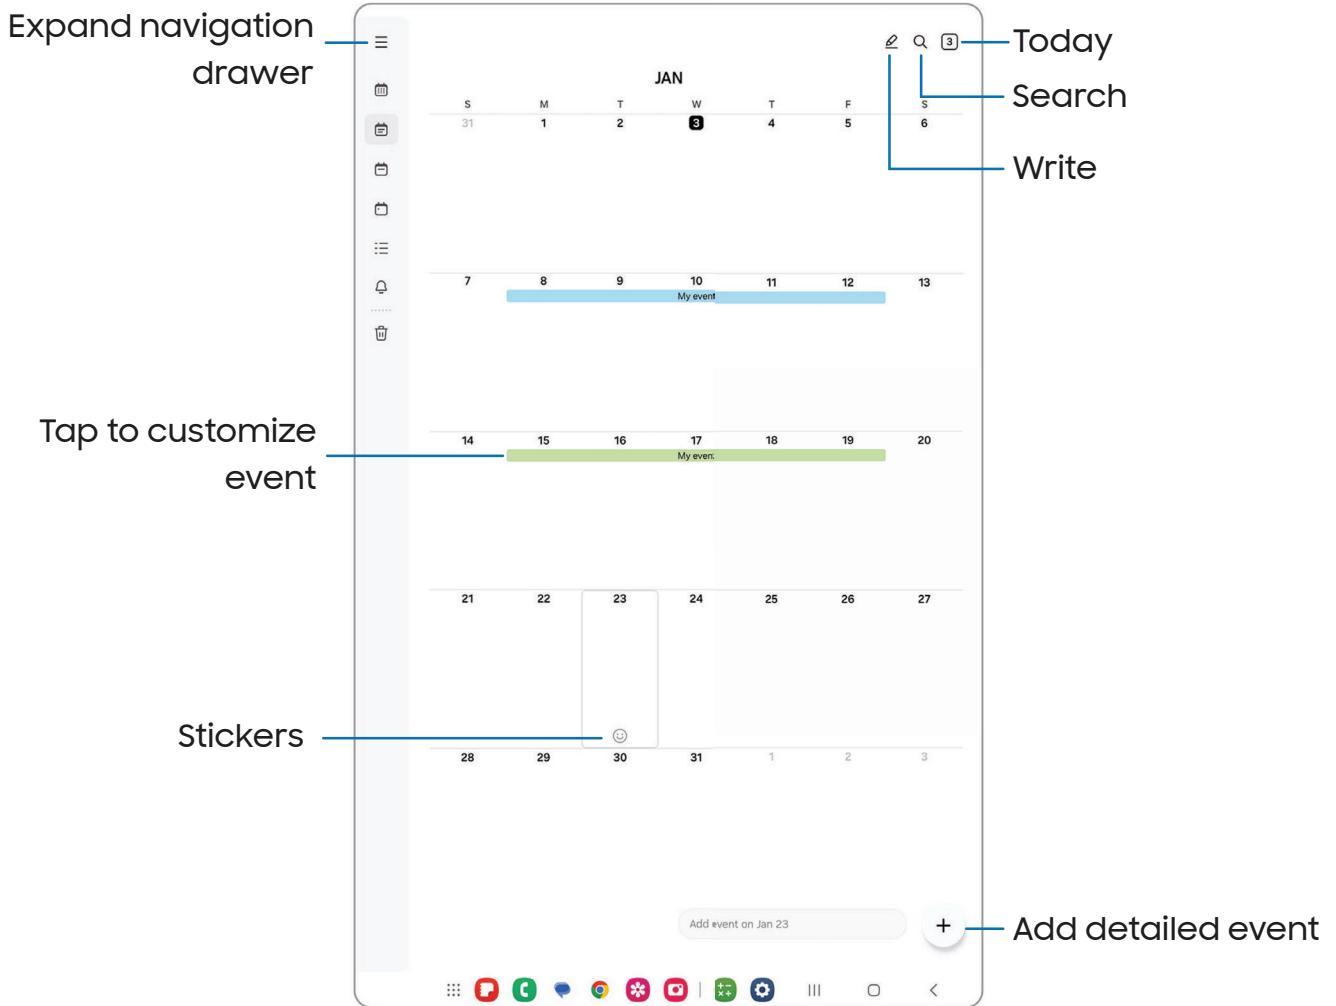 Expand navigation
drawer
Today
Search
Write
3
JAN
S M T W T F S
31 1 2 3 4 5 6
7 8 9 10 11 12 13
My event
Tap to customize
event
14 15 16 17 18 19 20
My event
21 22 23 24 25 26 27
Stickers
28 29 30 31 1 2 3
Add event on Jan 23
Add detailed event